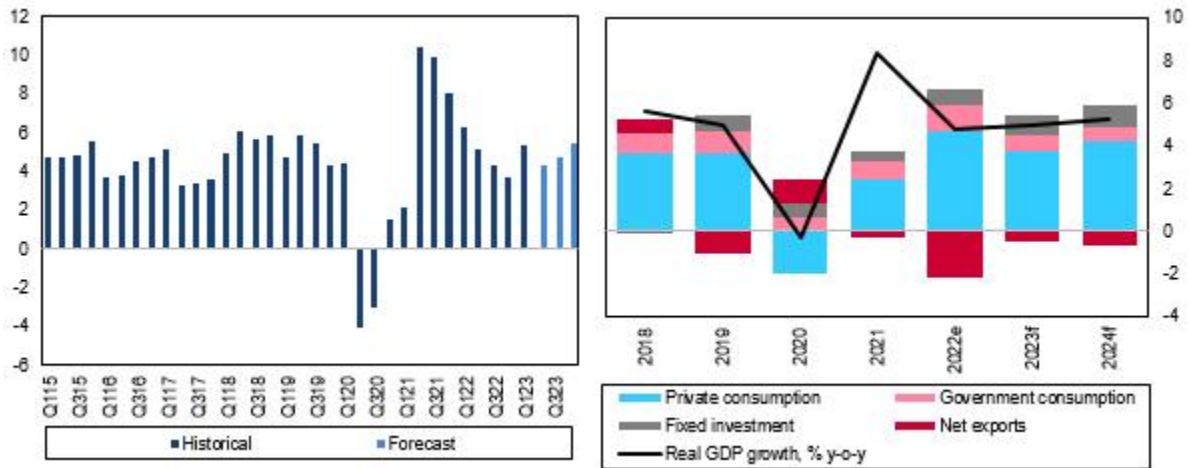 12
10
8
6
4
2
0
-2
-4
-6
Q115
Q315
Q116
Q316
Q117
Q317
Q118
Q318
Q119
Q319
Q120
Q320
Q121
Q321
Q122
Q322
Q123
Q323
Historical Forecast
10
8
6
4
2
0
-2
-4
2018
2019
2020
2021
2022e
2023f
2024f
Private consumption Government consumption
Fixed investment Net exports
Real GDP growth, % y-o-y